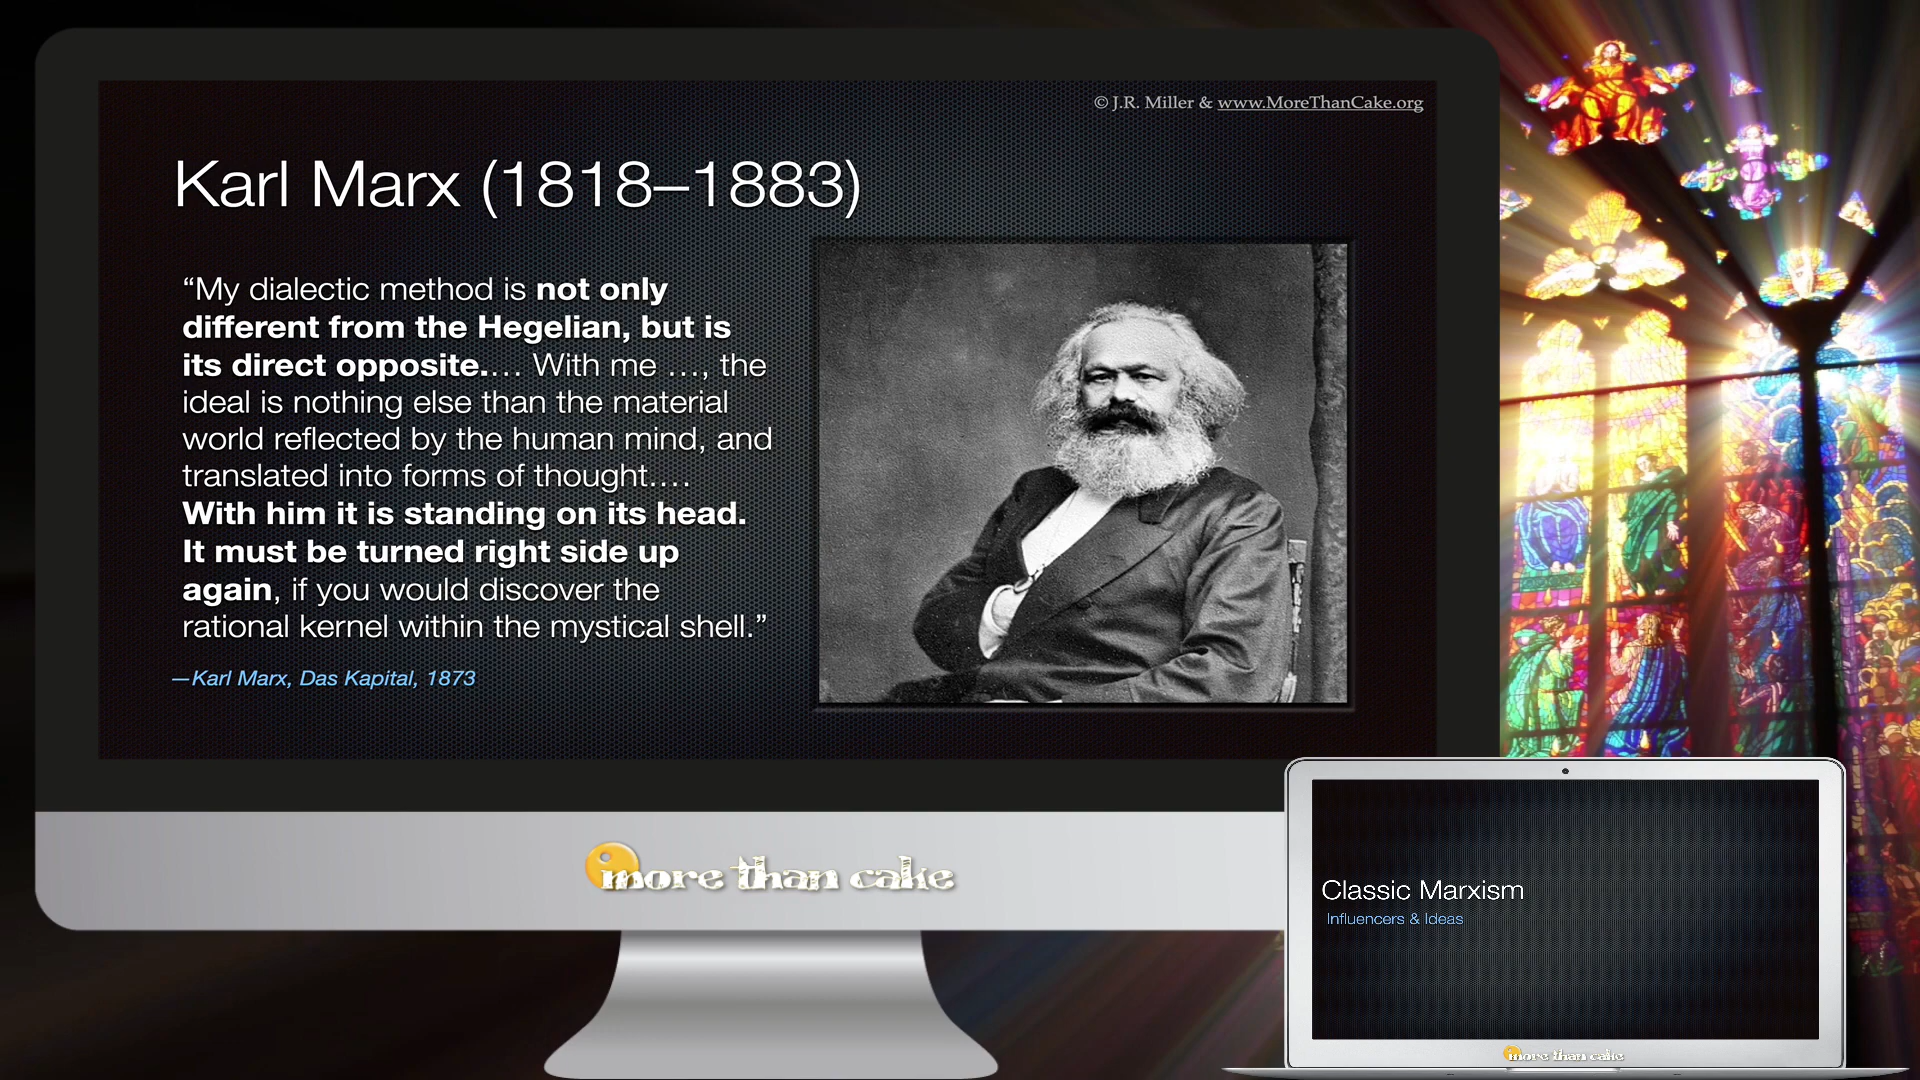 © J.R. Miller & www.MoreThanCake.org
Karl Marx (1818–1883)
“My dialectic method is not only
different from the Hegelian, but is
its direct opposite.… With me …, the
ideal is nothing else than the material
world reflected by the human mind, and
translated into forms of thought….
With him it is standing on its head.
It must be turned right side up
again, if you would discover the
rational kernel within the mystical shell.”
—Karl Marx, Das Kapital, 1873
more than cake
Classic Marxism
Influencers & Ideas
more than cake